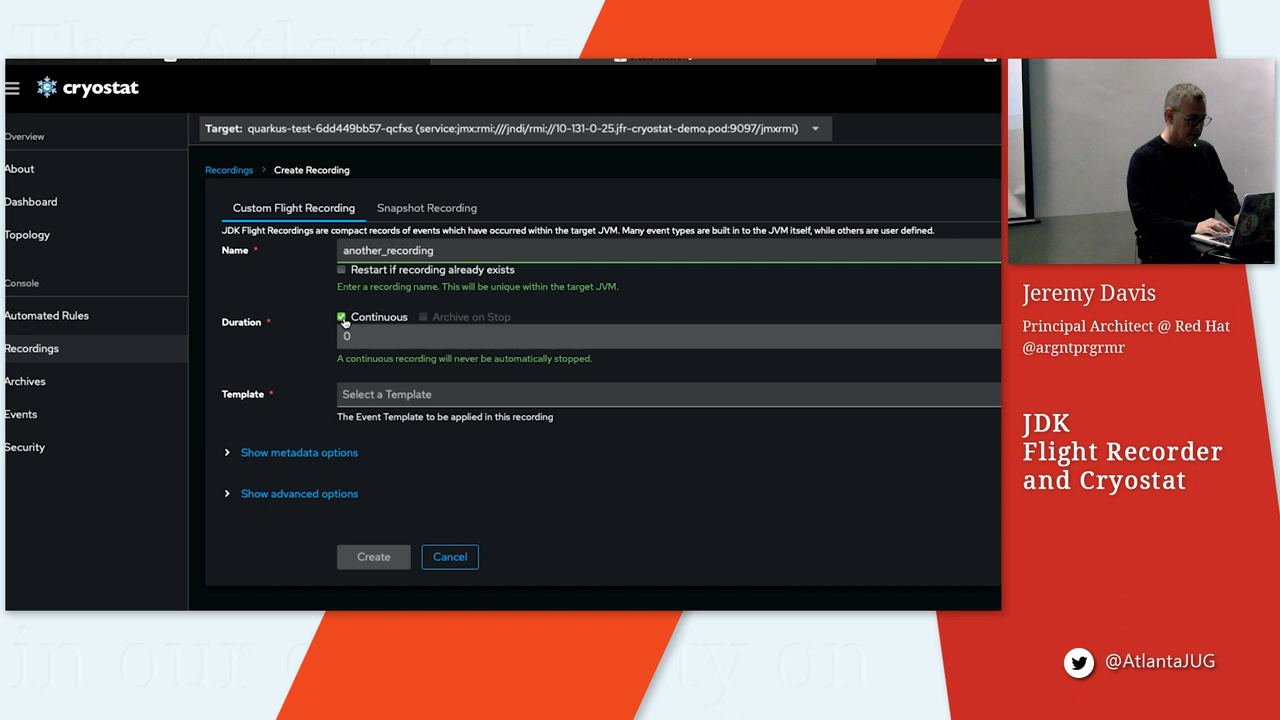 The Atlanta Ja
cryostat
Overview
About
Dashboard
Topology
Console
Automated Rules
Recordings
Archives
Events
Security
Target: quarkus-test-6dd449bb57-qcfxs (service:jmx:rmi:///jndi/rmi://10-131-0-25.jfr-cryostat-demo.pod:9097/jmxrmi)
Recordings > Create Recording
Custom Flight Recording Snapshot Recording
JDK Flight Recordings are compact records of events which have occurred within the target JVM. Many event types are built in to the JVM itself, while others are user defined.
Name * another_recording
Restart if recording already exists
Enter a recording name. This will be unique within the target JVM.
Duration * Continuous Archive on Stop
0
A continuous recording will never be automatically stopped.
Template * Select a Template
The Event Template to be applied in this recording
Show metadata options
Show advanced options
Create Cancel
Jeremy Davis
Principal Architect @ Red Hat
@argntprgrmr
JDK
Flight Recorder
and Cryostat
@AtlantaJUG
in our
on